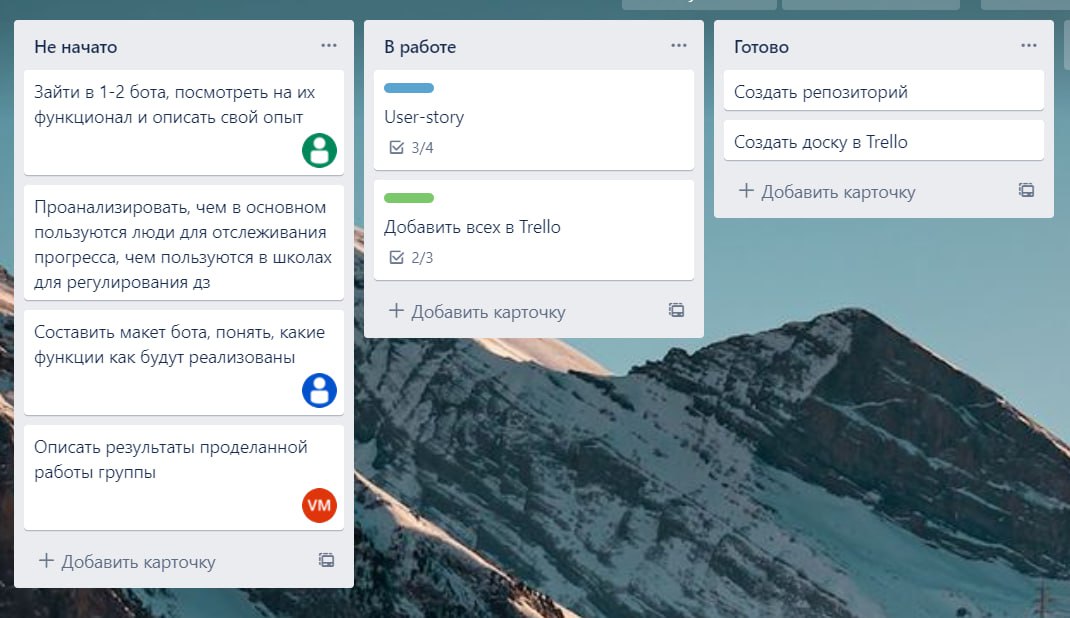 Не начато
Зайти в 1-2 бота, посмотреть на их
функционал и описать свой опыт
Проанализировать, чем в основном
пользуются люди для отслеживания
прогресса, чем пользуются в школах
для регулирования дз
Составить макет бота, понять, какие
функции как будут реализованы
Описать результаты проделанной
работы группы
VM
Добавить карточку
В работе
User-story
3/4
Добавить всех в Trello
2/3
Добавить карточку
Готово
Создать репозиторий
Создать доску в Trello
Добавить карточку